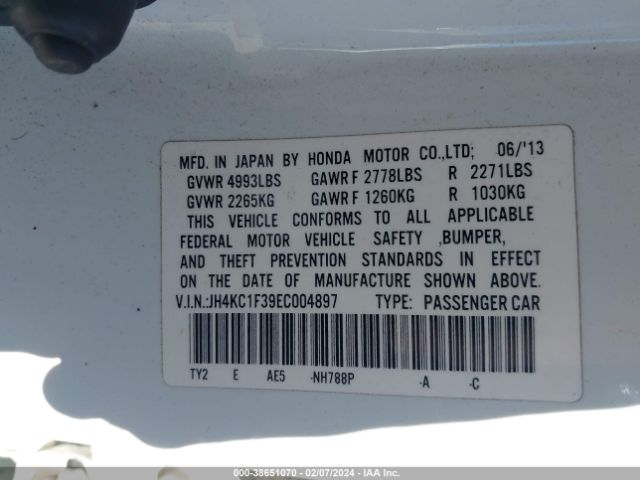 MFD. IN JAPAN BY HONDA MOTOR CO.,LTD; 06/'13
GVWR 4993LBS GAWR F 2778LBS R 2271LBS
GVWR 2265KG GAWR F 1260KG R 1030KG
THIS VEHICLE CONFORMS TO ALL APPLICABLE
FEDERAL MOTOR VEHICLE SAFETY ,BUMPER,
AND THEFT PREVENTION STANDARDS IN EFFECT
ON THE DATE OF MANUFACTURE SHOWN ABOVE.
V.I.N.:JH4KC1F39EC004897 TYPE: PASSENGER CAR
TY2 E AE5 -NH788P -A -C
000-38651070 - 02/07/2024 - IAA Inc.